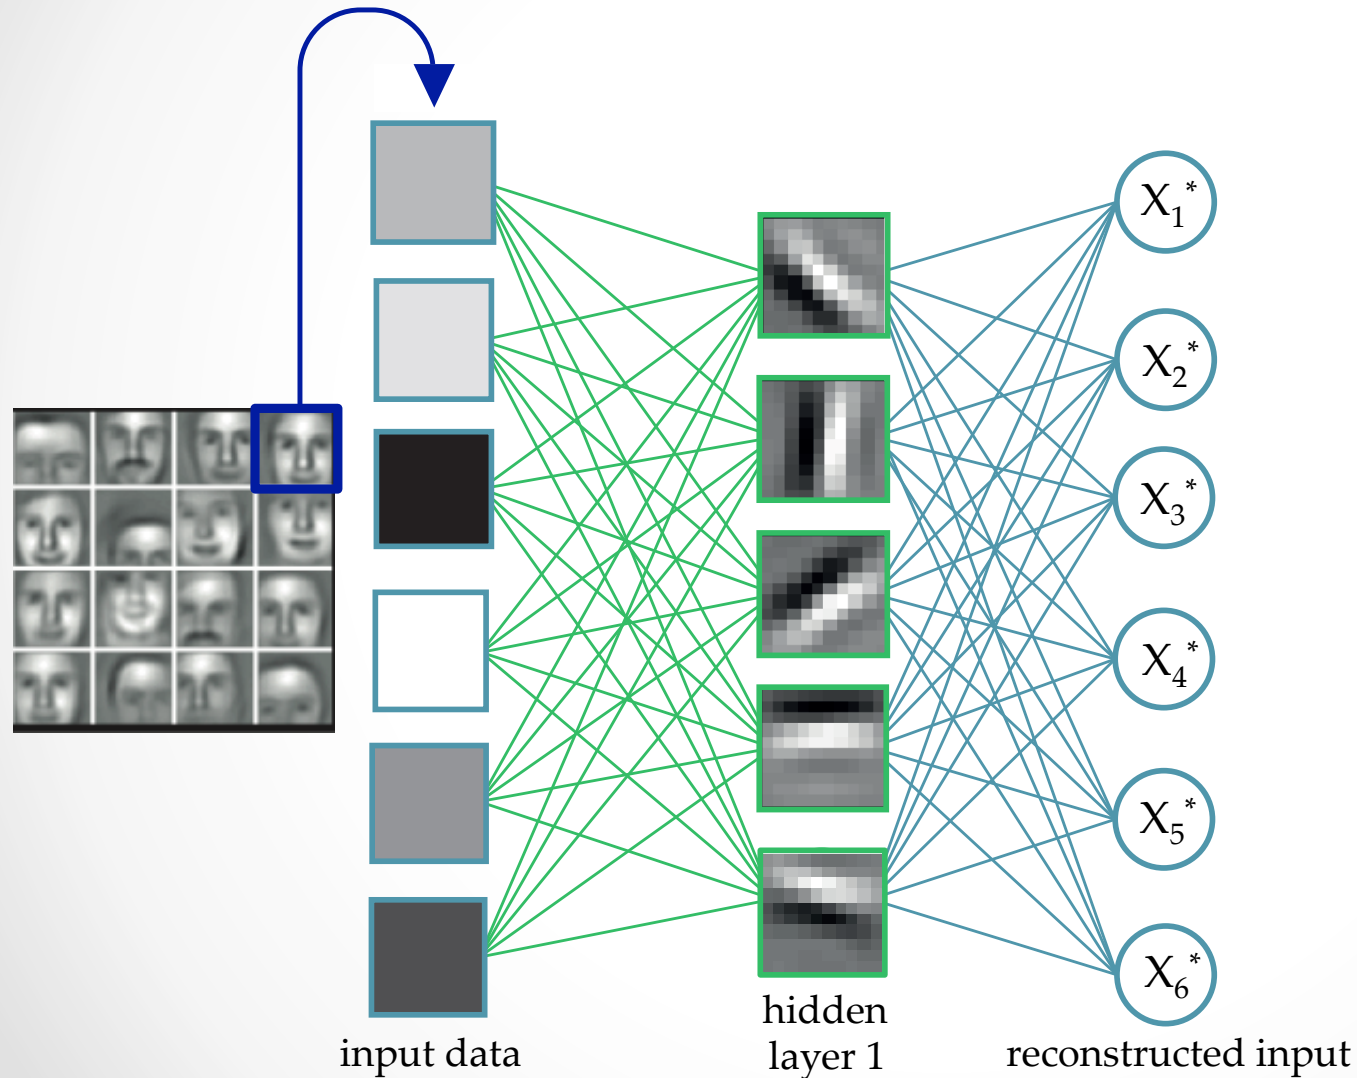 X₁*
X₂*
X₃*
X₄*
X₅*
X₆*
input data
hidden
layer 1
reconstructed input